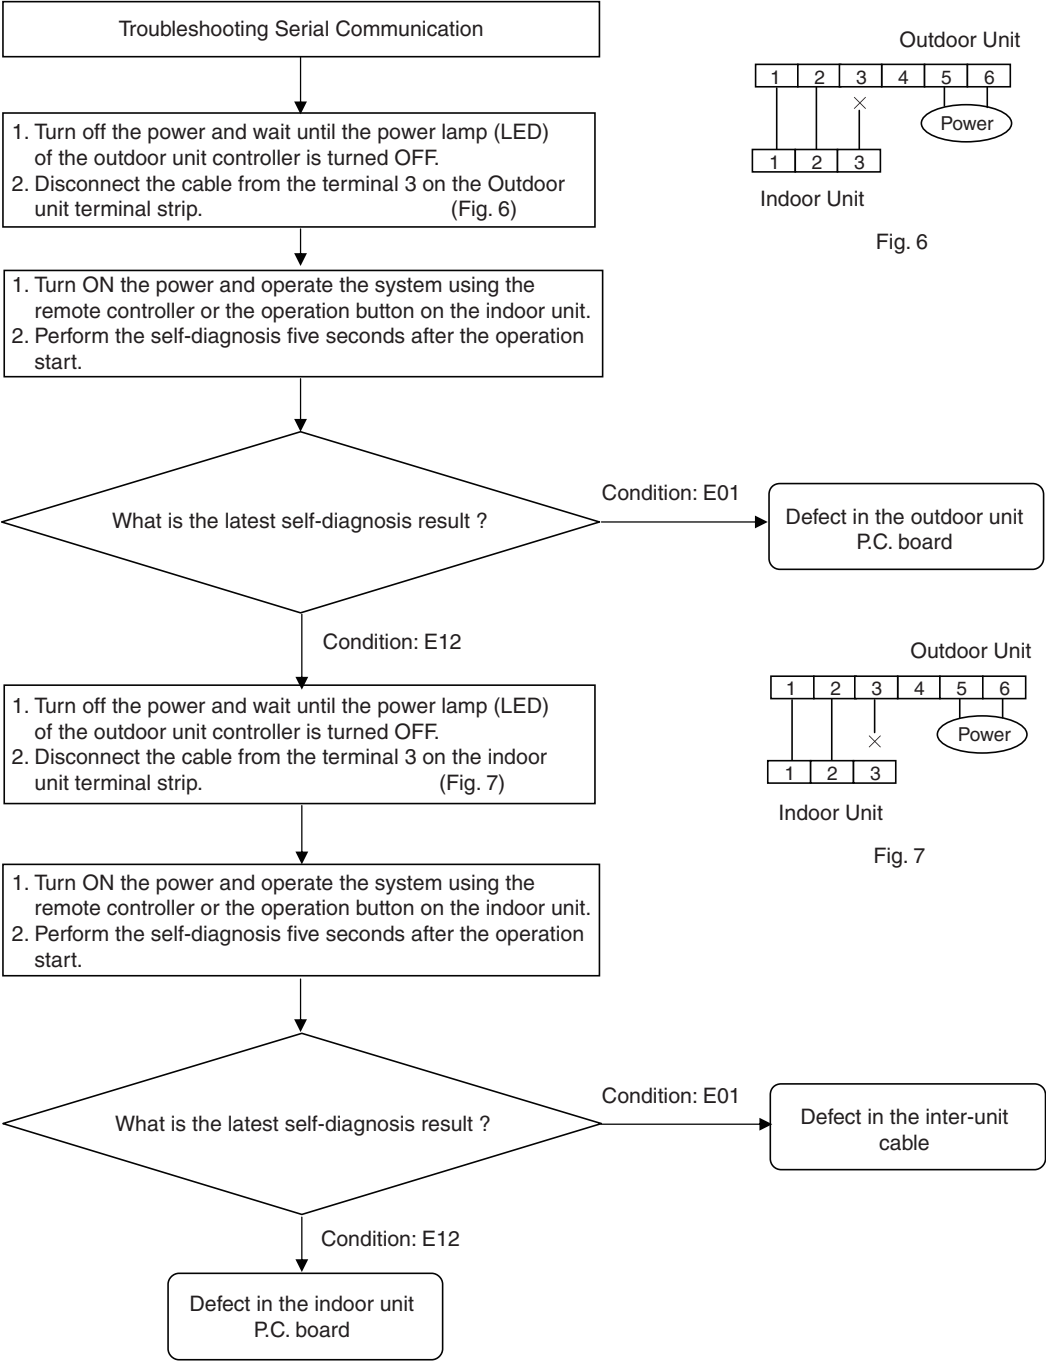 Troubleshooting Serial Communication
1. Turn off the power and wait until the power lamp (LED)
of the outdoor unit controller is turned OFF.
2. Disconnect the cable from the terminal 3 on the Outdoor
unit terminal strip. (Fig. 6)
Outdoor Unit
1 2 3 4 5 6
Power
1 2 3
Indoor Unit
Fig. 6
1. Turn ON the power and operate the system using the
remote controller or the operation button on the indoor unit.
2. Perform the self-diagnosis five seconds after the operation
start.
What is the latest self-diagnosis result ?
Condition: E01
Defect in the outdoor unit
P.C. board
Condition: E12
1. Turn off the power and wait until the power lamp (LED)
of the outdoor unit controller is turned OFF.
2. Disconnect the cable from the terminal 3 on the indoor
unit terminal strip. (Fig. 7)
Outdoor Unit
1 2 3 4 5 6
Power
1 2 3
Indoor Unit
Fig. 7
1. Turn ON the power and operate the system using the
remote controller or the operation button on the indoor unit.
2. Perform the self-diagnosis five seconds after the operation
start.
What is the latest self-diagnosis result ?
Condition: E01
Defect in the inter-unit
cable
Condition: E12
Defect in the indoor unit
P.C. board